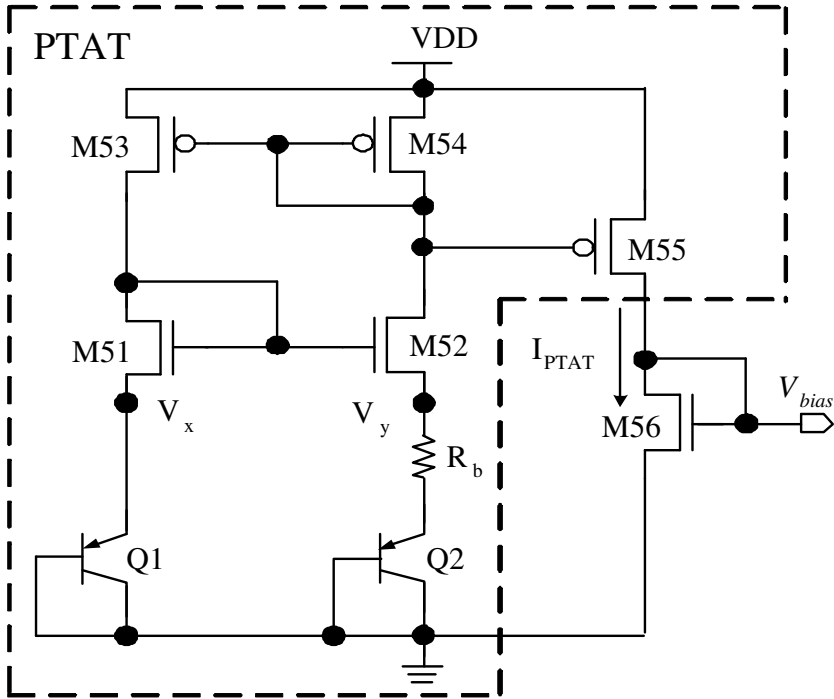 PTAT
VDD
M53
M54
M55
M51
M52
I_PTAT
V_bias
V_x
V_y
M56
R_b
Q1
Q2